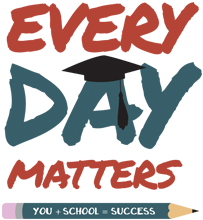 EVERY
DAY
MATTERS
YOU + SCHOOL = SUCCESS